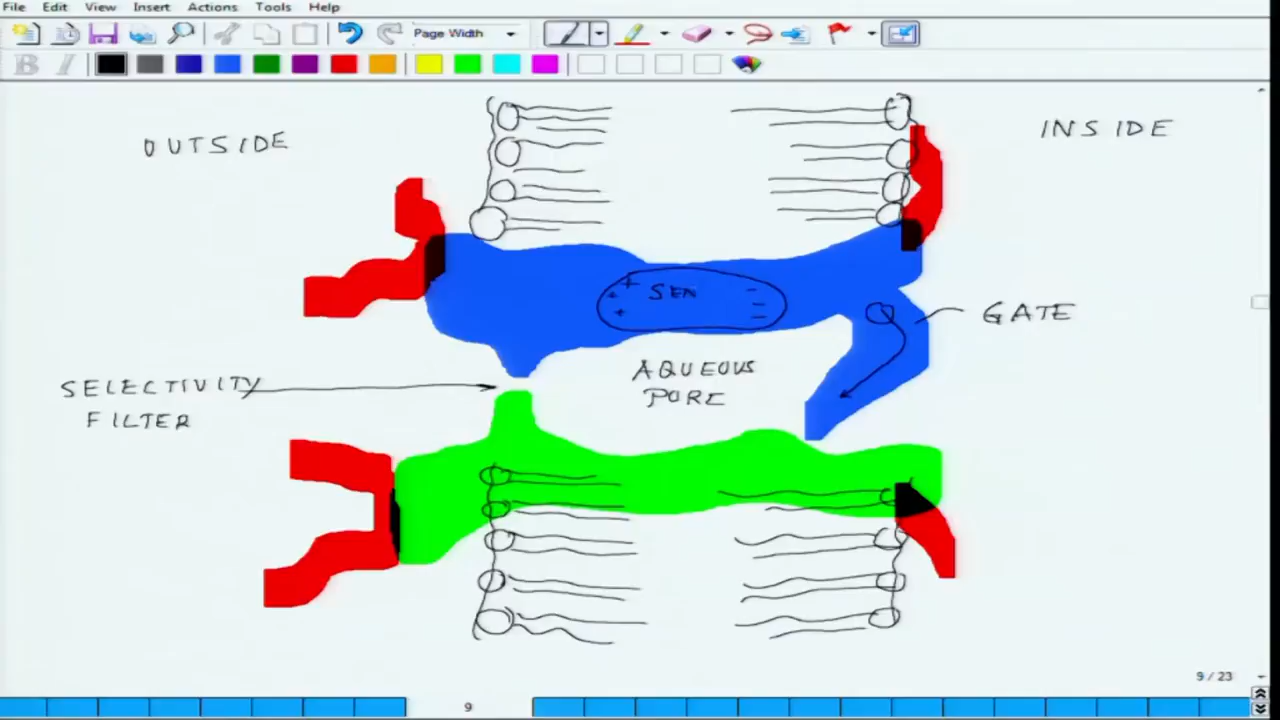 File Edit View Insert Actions Tools Help
Page Width
B I
OUTSIDE
INSIDE
+ SEN -
+ -
+ -
GATE
SELECTIVITY
FILTER
AQUEOUS
PORE
9 / 23
9